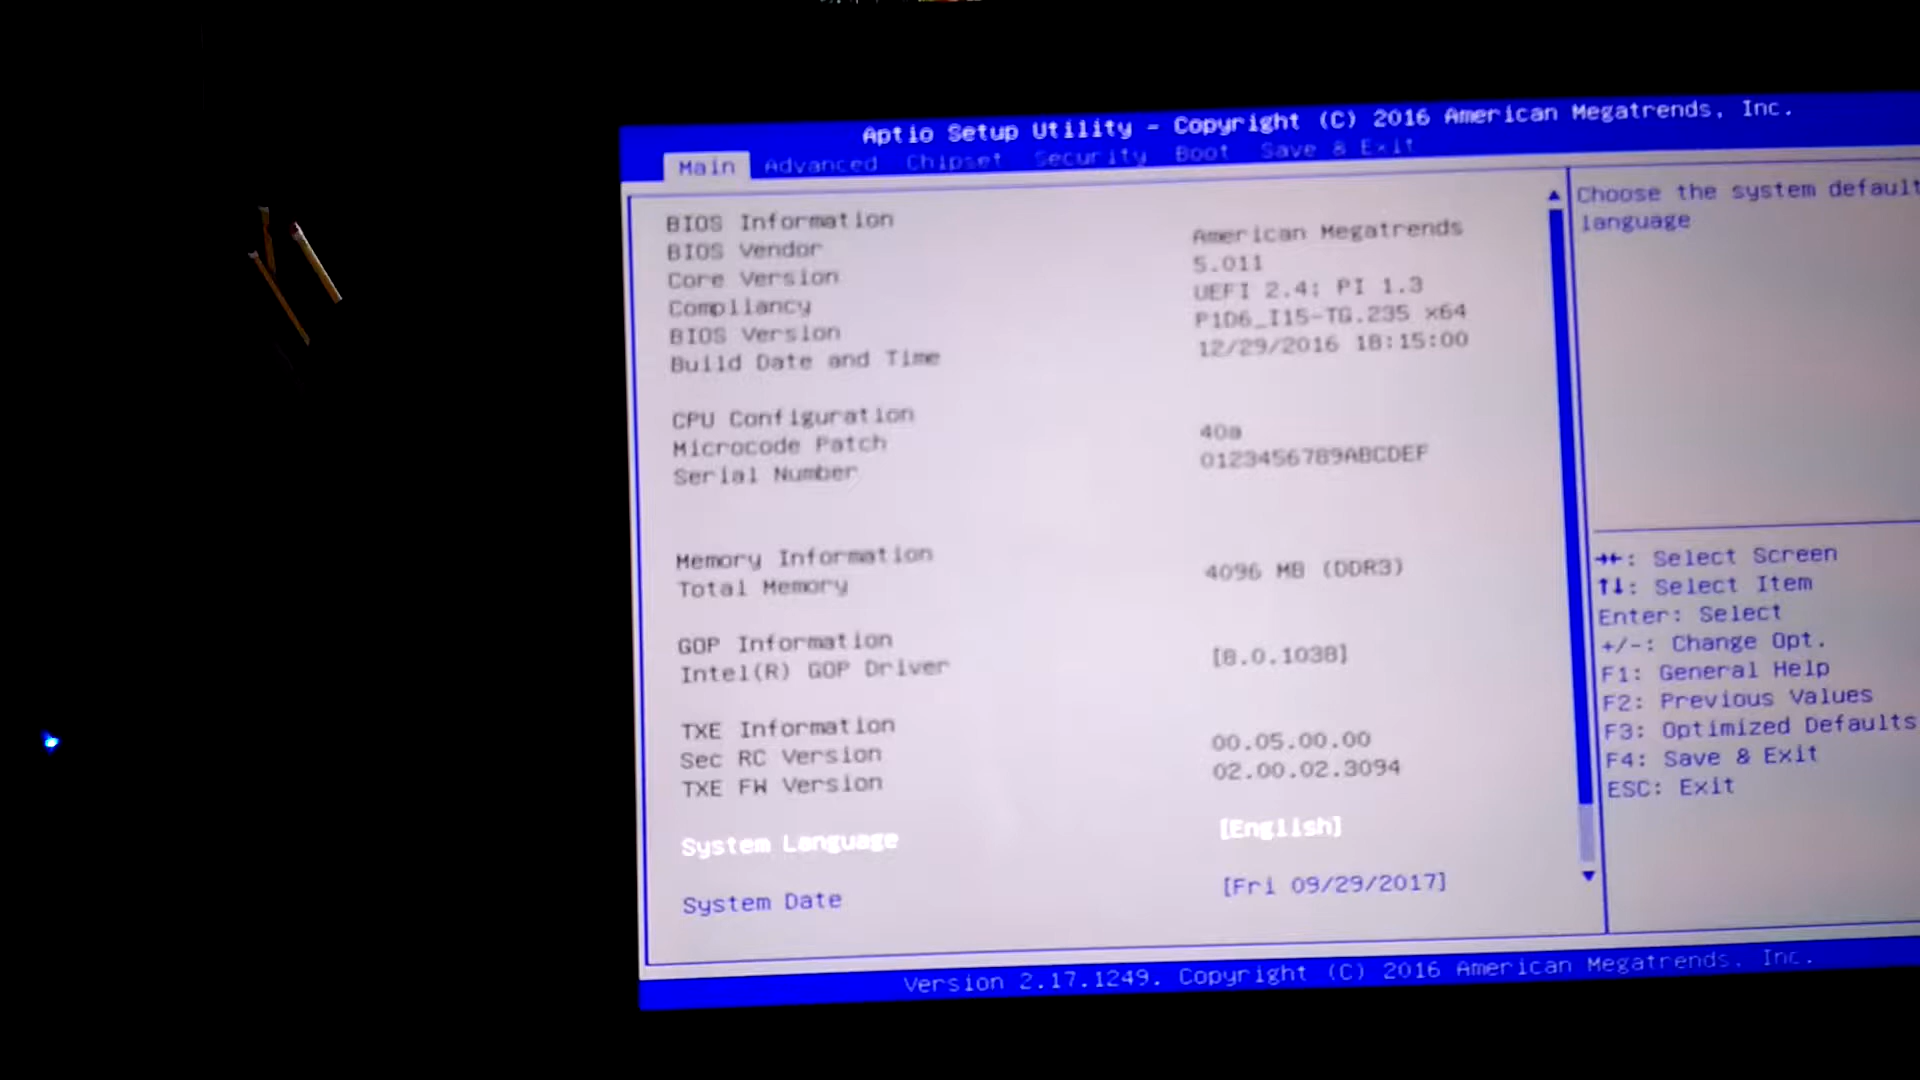 Aptio Setup Utility - Copyright (C) 2016 American Megatrends, Inc.
Main Advanced Chipset Security Boot Save & Exit
BIOS Information
BIOS Vendor American Megatrends
Core Version 5.011
Compliancy UEFI 2.4; PI 1.3
BIOS Version P1D6_I15-TG.235 x64
Build Date and Time 12/29/2016 18:15:00
CPU Configuration
Microcode Patch 40a
Serial Number 0123456789ABCDEF
Memory Information
Total Memory 4096 MB (DDR3)
GOP Information
Intel(R) GOP Driver [8.0.1038]
TXE Information
Sec RC Version 00.05.00.00
TXE FW Version 02.00.02.3094
System Language [English]
System Date [Fri 09/29/2017]
Choose the system default
language
→←: Select Screen
↑↓: Select Item
Enter: Select
+/-: Change Opt.
F1: General Help
F2: Previous Values
F3: Optimized Defaults
F4: Save & Exit
ESC: Exit
Version 2.17.1249. Copyright (C) 2016 American Megatrends, Inc.